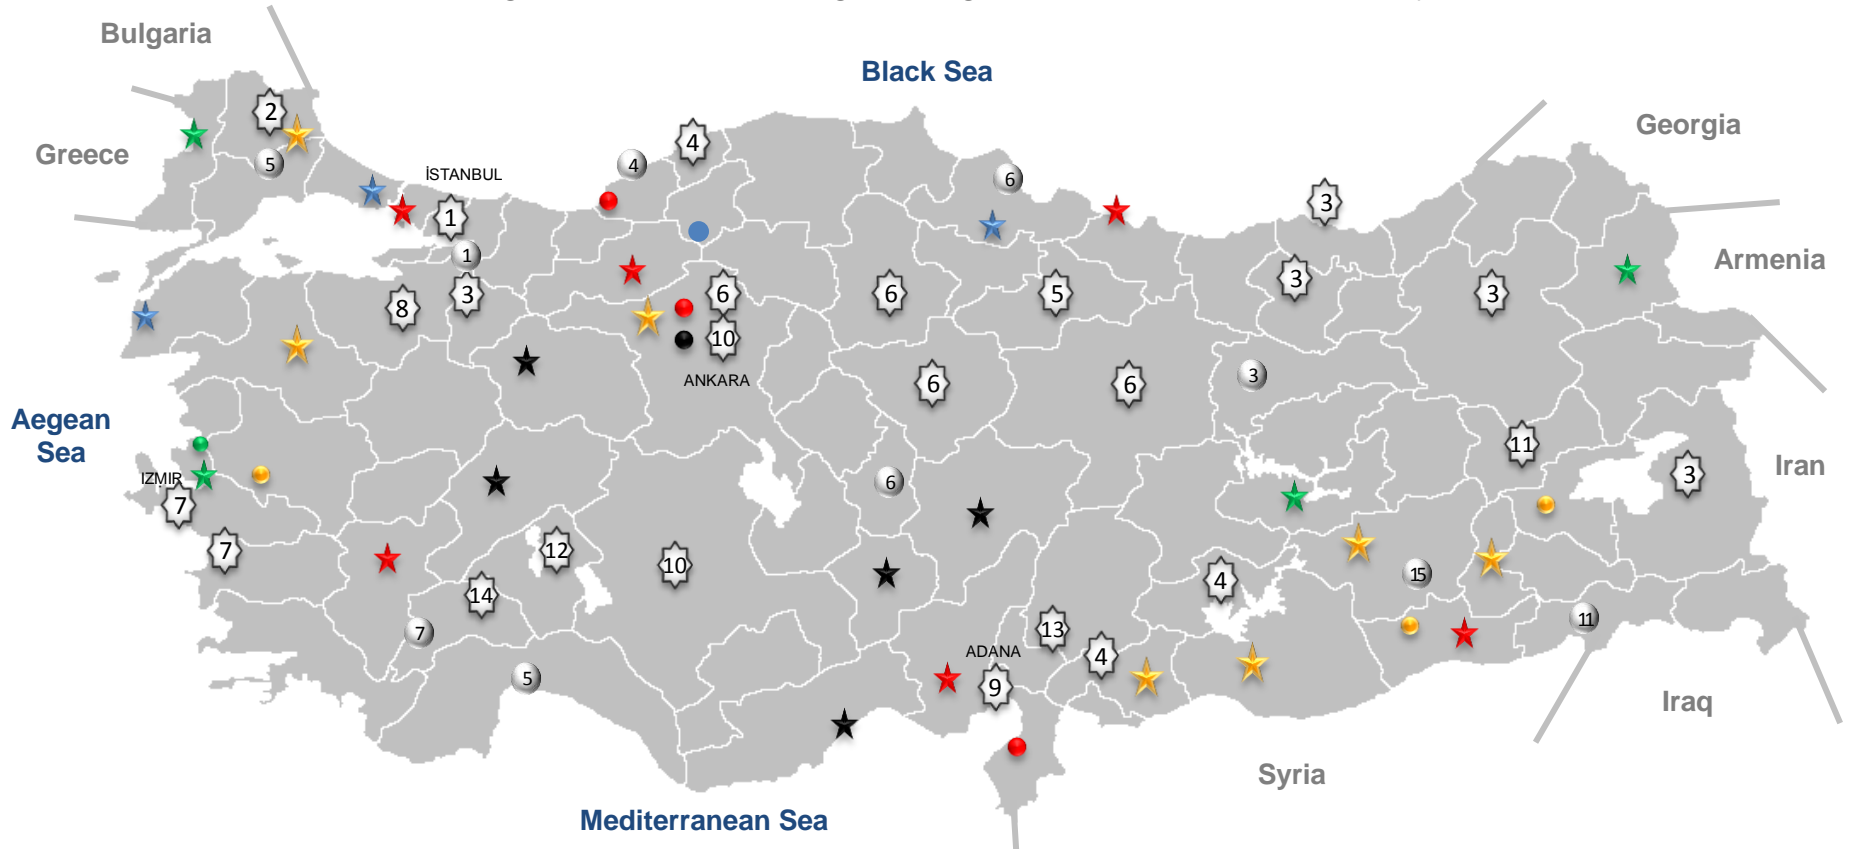 Bulgaria
Black Sea
2
4
Georgia
Greece
5
4
İSTANBUL
6
1
3
1
Armenia
3
8
3
6
6
5
3
10
ANKARA
6
6
3
Aegean
Sea
11
Iran
3
IZMIR
7
6
7
12
10
15
4
14
11
7
13
ADANA
4
5
9
Iraq
Syria
Mediterranean Sea